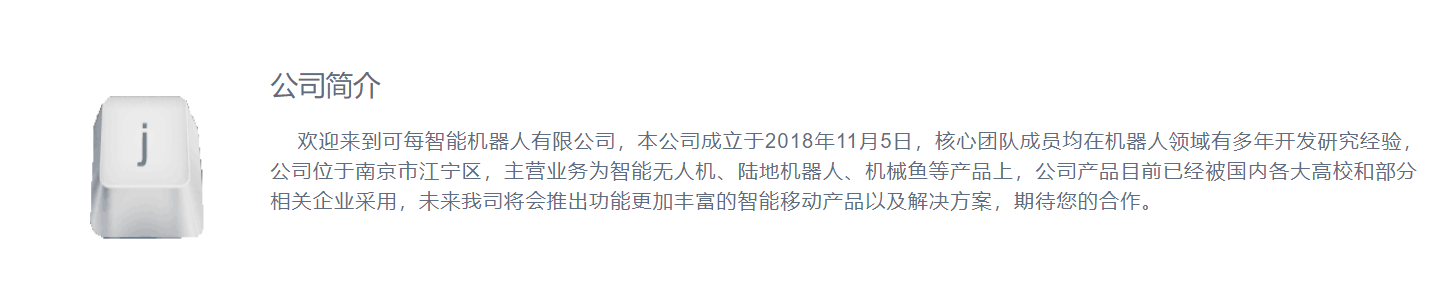 公司简介
j
欢迎来到可每智能机器人有限公司，本公司成立于2018年11月5日，核心团队成员均在机器人领域有多年开发研究经验，
公司位于南京市江宁区，主营业务为智能无人机、陆地机器人、机械鱼等产品上，公司产品目前已经被国内各大高校和部分
相关企业采用，未来我司将会推出功能更加丰富的智能移动产品以及解决方案，期待您的合作。